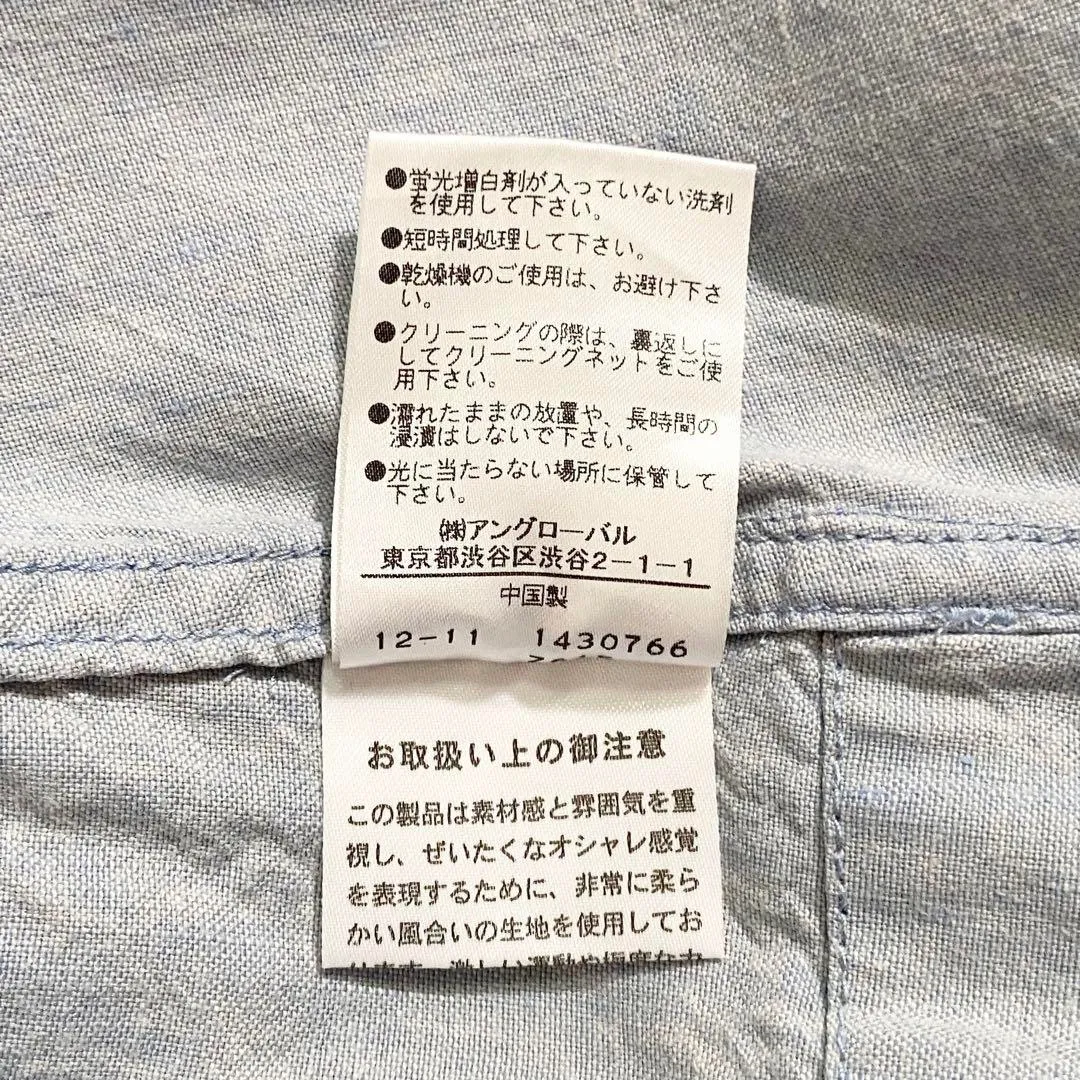 ●蛍光増白剤が入っていない洗剤
を使用して下さい。
●短時間処理して下さい。
●乾燥機のご使用は、お避け下さ
い。
●クリーニングの際は、裏返しに
してクリーニングネットをご使
用下さい。
●濡れたままの放置や、長時間の
浸漬はしないで下さい。
●光に当たらない場所に保管して
下さい。
㈱アングローバル
東京都渋谷区渋谷2-1-1
中国製
12-11 1430766
お取扱い上の御注意
この製品は素材感と雰囲気を重
視し、ぜいたくなオシャレ感覚
を表現するために、非常に柔ら
かい風合いの生地を使用してお